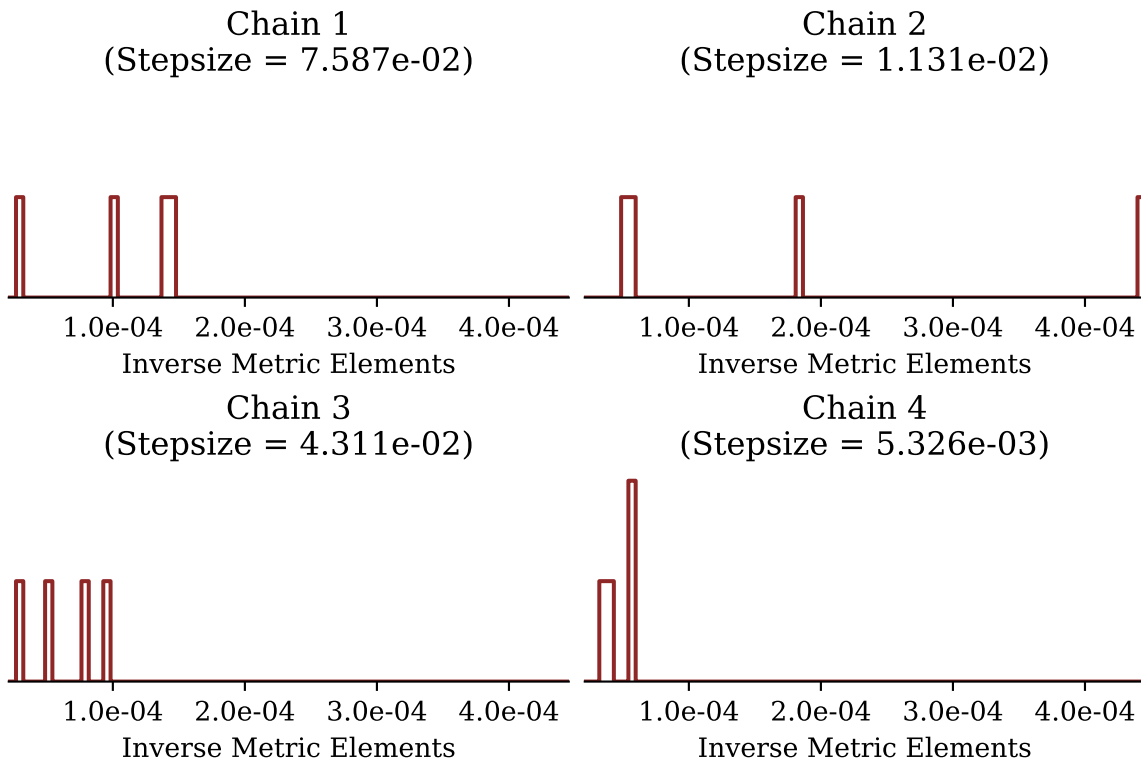 Chain 1
(Stepsize = 7.587e-02)
1.0e-04 2.0e-04 3.0e-04 4.0e-04
Inverse Metric Elements
Chain 2
(Stepsize = 1.131e-02)
1.0e-04 2.0e-04 3.0e-04 4.0e-04
Inverse Metric Elements
Chain 3
(Stepsize = 4.311e-02)
1.0e-04 2.0e-04 3.0e-04 4.0e-04
Inverse Metric Elements
Chain 4
(Stepsize = 5.326e-03)
1.0e-04 2.0e-04 3.0e-04 4.0e-04
Inverse Metric Elements